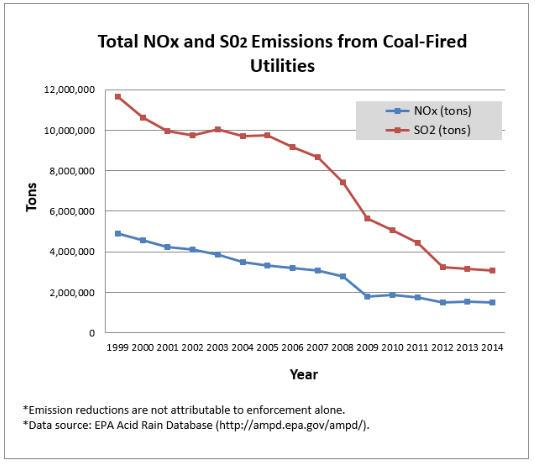 Total NOx and S02 Emissions from Coal-Fired
Utilities
12,000,000
10,000,000
8,000,000
6,000,000
4,000,000
2,000,000
0
Tons
NOx (tons)
SO2 (tons)
1999 2000 2001 2002 2003 2004 2005 2006 2007 2008 2009 2010 2011 2012 2013 2014
Year
*Emission reductions are not attributable to enforcement alone.
*Data source: EPA Acid Rain Database (http://ampd.epa.gov/ampd/).